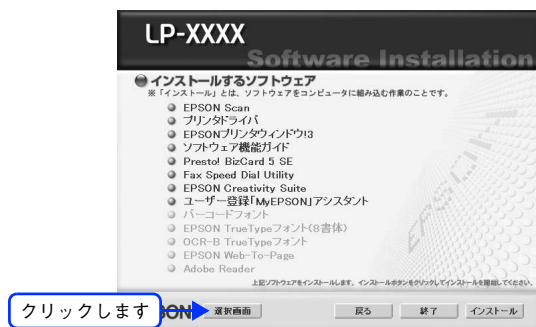 LP-XXXX
Software Installation
インストールするソフトウェア
※「インストール」とは、ソフトウェアをコンピュータに組み込む作業のことです。
EPSON Scan
プリンタドライバ
EPSONプリンタウィンドウ!3
ソフトウェア機能ガイド
Presto! BizCard 5 SE
Fax Speed Dial Utility
EPSON Creativity Suite
ユーザー登録「MyEPSON」アシスタント
バーコードフォント
EPSON TrueTypeフォント(8書体)
OCR-B TrueTypeフォント
EPSON Web-To-Page
Adobe Reader
上記ソフトウェアをインストールします。インストールボタンをクリックしてインストールを開始してください。
クリックします
選択画面 戻る 終了 インストール
EPSON